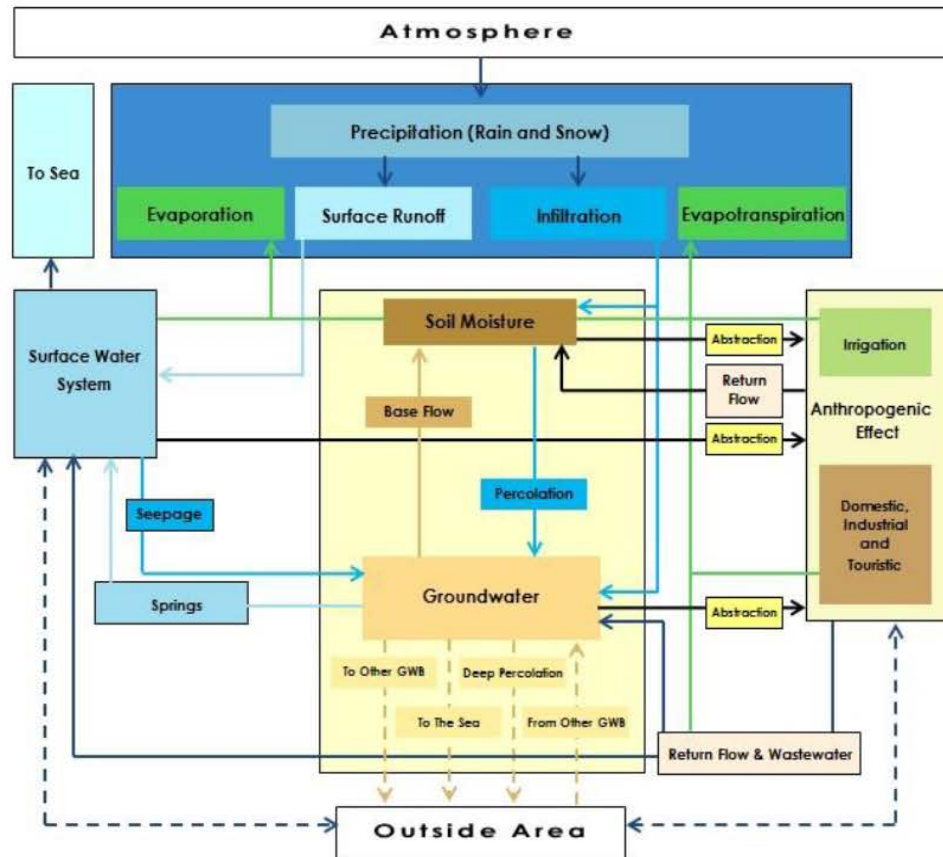 Atmosphere
Precipitation (Rain and Snow)
To Sea
Evaporation
Surface Runoff
Infiltration
Evapotranspiration
Soil Moisture
Surface Water
System
Abstraction
Irrigation
Return
Flow
Base Flow
Anthropogenic
Effect
Abstraction
Percolation
Seepage
Domestic,
Industrial
and
Touristic
Groundwater
Springs
Abstraction
To Other GWB
Deep Percolation
To The Sea
From Other GWB
Return Flow & Wastewater
Outside Area